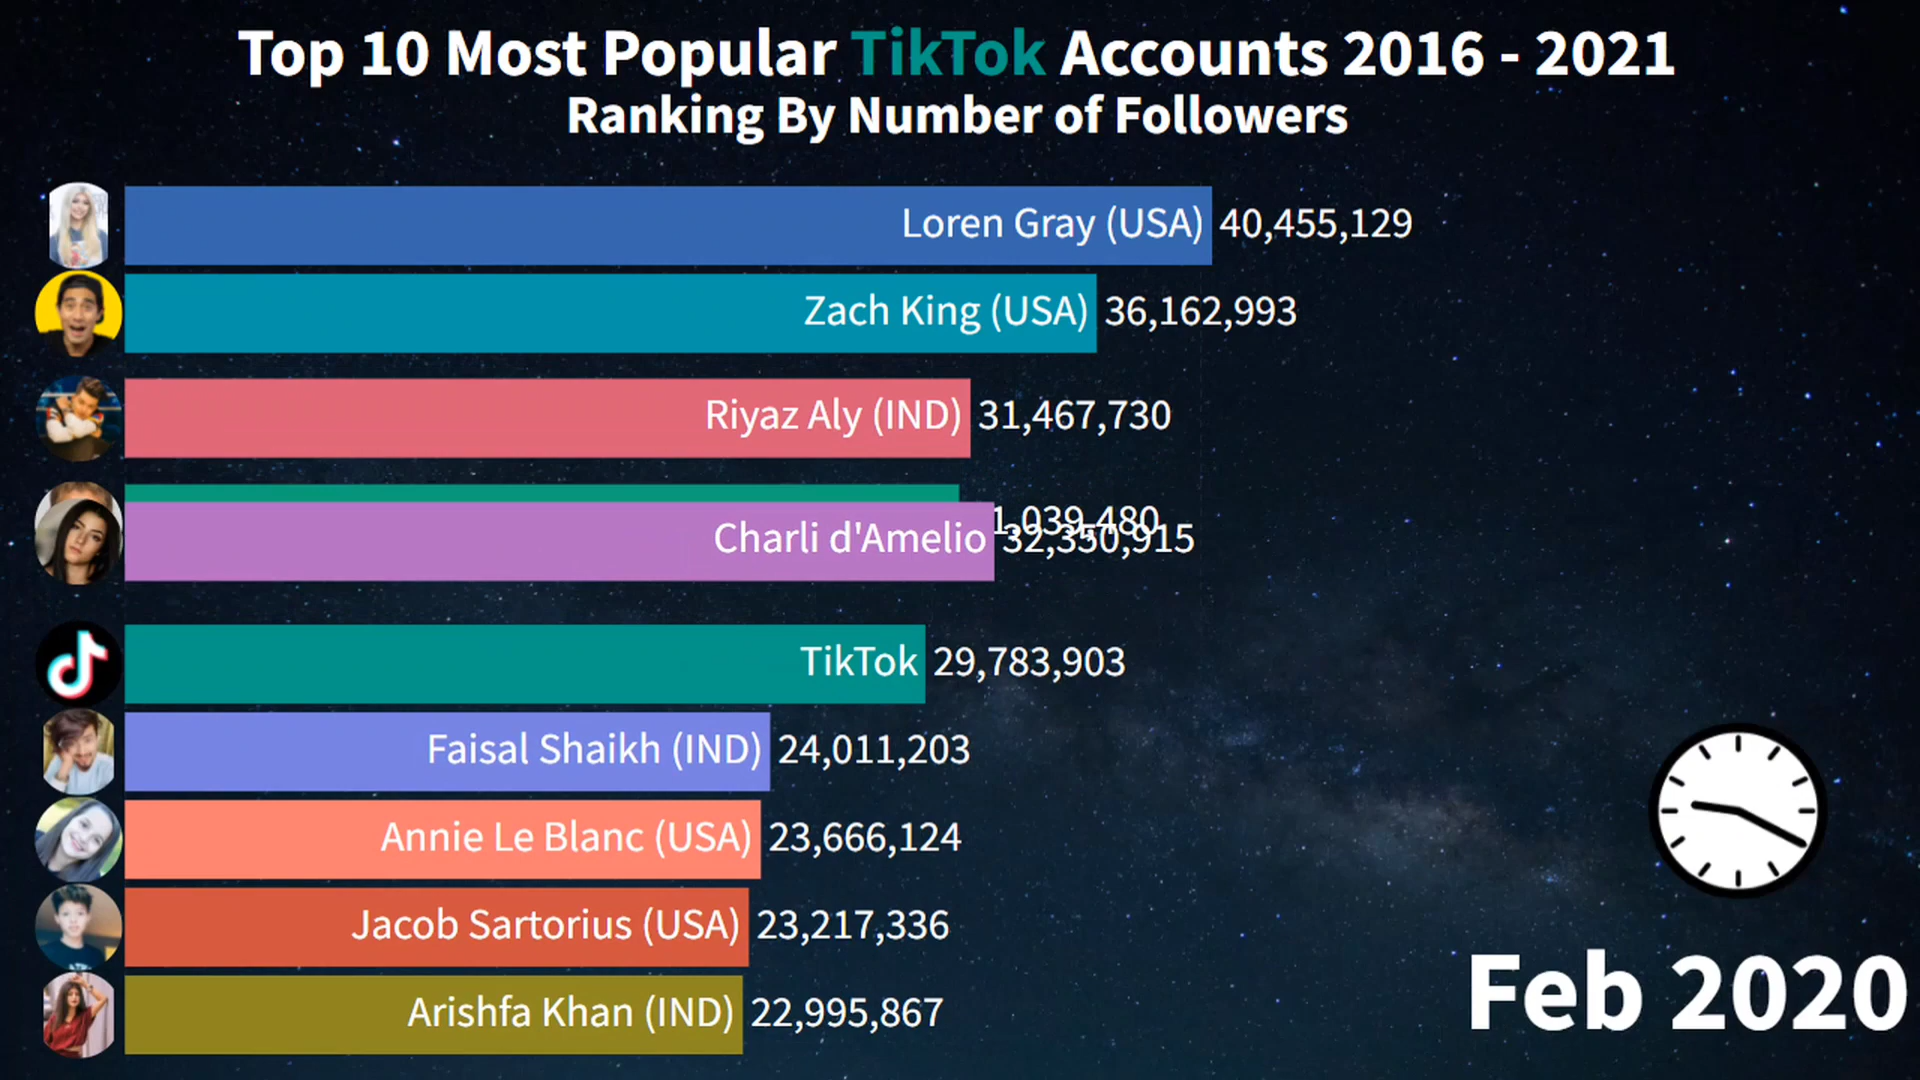 Top 10 Most Popular TikTok Accounts 2016 - 2021
Ranking By Number of Followers
Loren Gray (USA) 40,455,129
Zach King (USA) 36,162,993
Riyaz Aly (IND) 31,467,730
1,039,480
Charli d'Amelio 32,350,915
TikTok 29,783,903
Faisal Shaikh (IND) 24,011,203
Annie Le Blanc (USA) 23,666,124
Jacob Sartorius (USA) 23,217,336
Arishfa Khan (IND) 22,995,867
Feb 2020